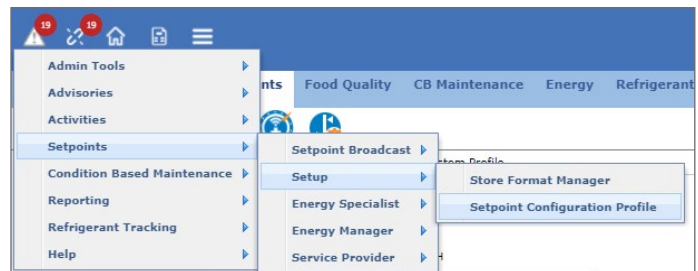 19 19
Admin Tools
Advisories
nts Food Quality CB Maintenance Energy Refrigerant
Activities
Setpoints
Setpoint Broadcast
Profile
Condition Based Maintenance
Setup
Store Format Manager
Reporting
Energy Specialist
Setpoint Configuration Profile
Refrigerant Tracking
Energy Manager
Help
Service Provider